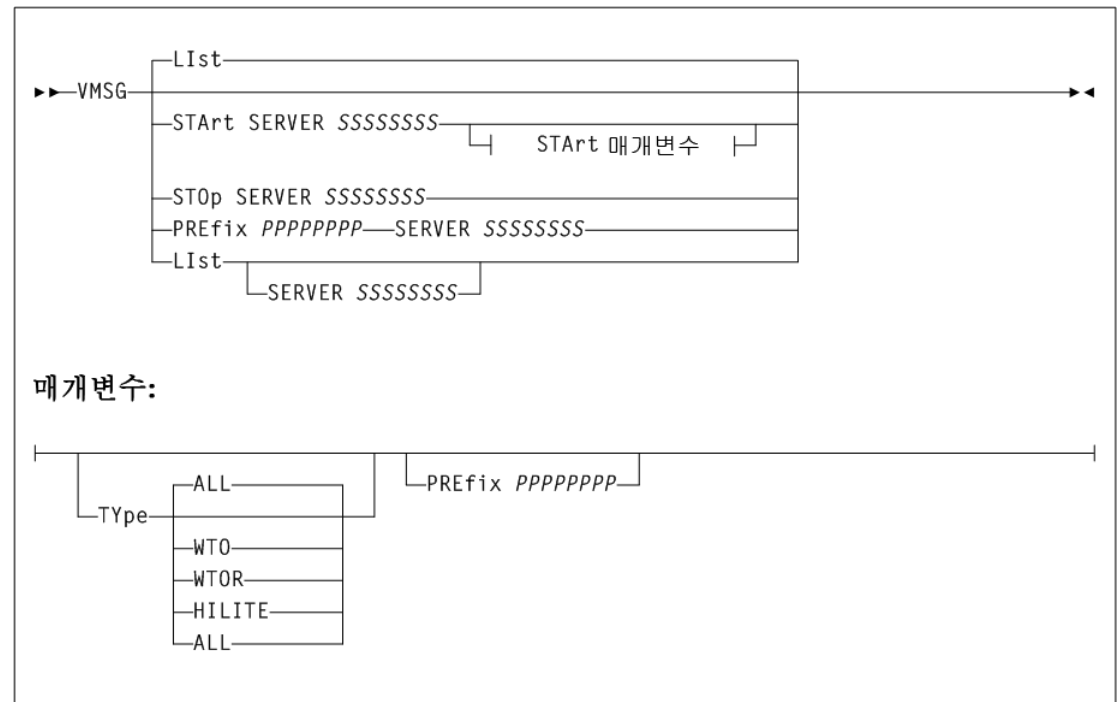 LIst
VMSG
STArt SERVER SSSSSSSS
STArt 매개변수
STOp SERVER SSSSSSSS
PREfix PPPPPPPP SERVER SSSSSSSS
LIst
SERVER SSSSSSSS
매개변수:
ALL
PREfix PPPPPPPP
TYpe
WTO
WTOR
HILITE
ALL